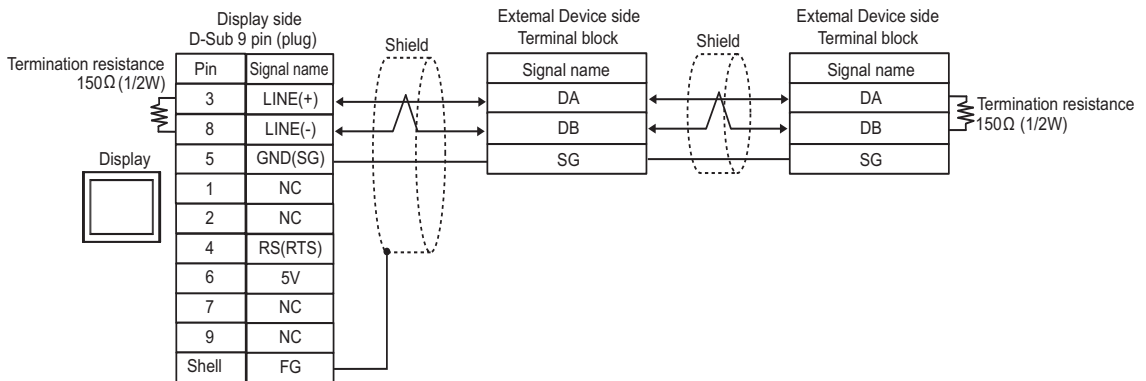 Display side
D-Sub 9 pin (plug)
Shield
External Device side
Terminal block
Shield
External Device side
Terminal block
Termination resistance
150Ω (1/2W)
Pin Signal name
3 LINE(+)
8 LINE(-)
5 GND(SG)
1 NC
2 NC
4 RS(RTS)
6 5V
7 NC
9 NC
Shell FG
Display
Signal name
DA
DB
SG
Signal name
DA
DB
SG
Termination resistance
150Ω (1/2W)